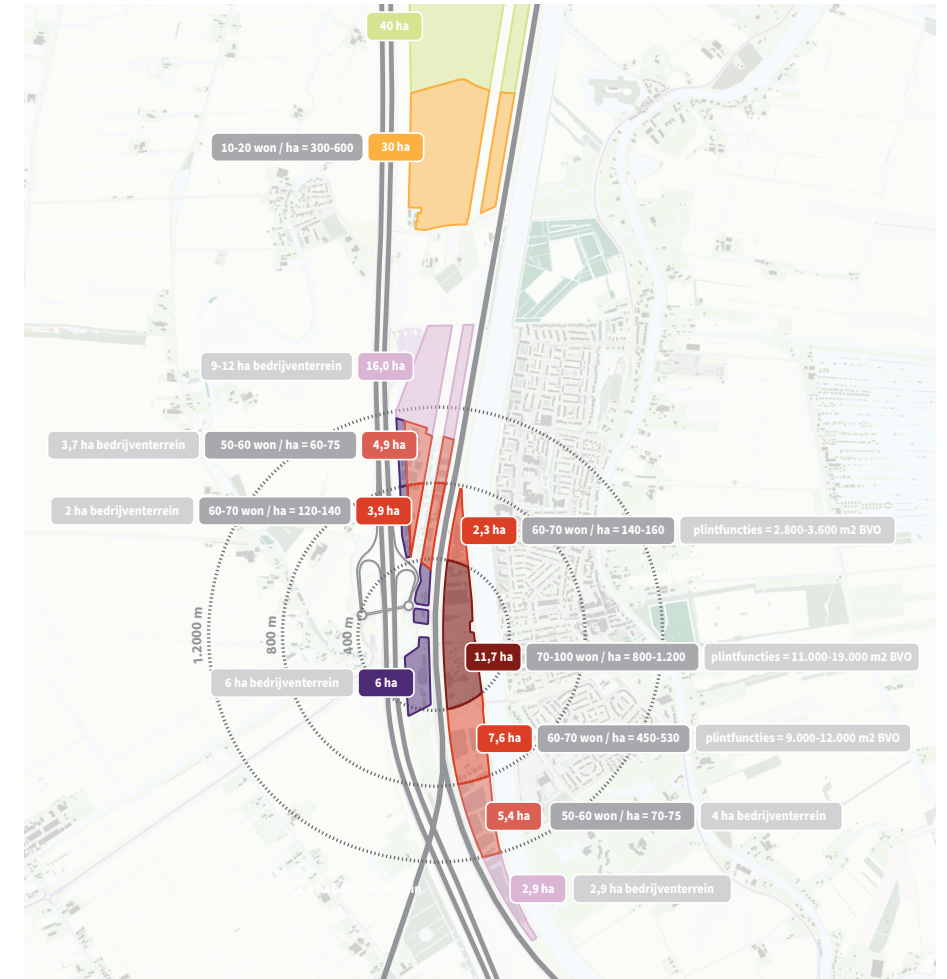 40 ha
10-20 won / ha = 300-600 30 ha
9-12 ha bedrijventerrein 16,0 ha
3,7 ha bedrijventerrein 50-60 won / ha = 60-75 4,9 ha
2 ha bedrijventerrein 60-70 won / ha = 120-140 3,9 ha
2,3 ha 60-70 won / ha = 140-160 plintfuncties = 2.800-3.600 m2 BVO
1.2000 m
800 m
400 m
11,7 ha 70-100 won / ha = 800-1.200 plintfuncties = 11.000-19.000 m2 BVO
6 ha bedrijventerrein 6 ha
7,6 ha 60-70 won / ha = 450-530 plintfuncties = 9.000-12.000 m2 BVO
5,4 ha 50-60 won / ha = 70-75 4 ha bedrijventerrein
2,9 ha 2,9 ha bedrijventerrein